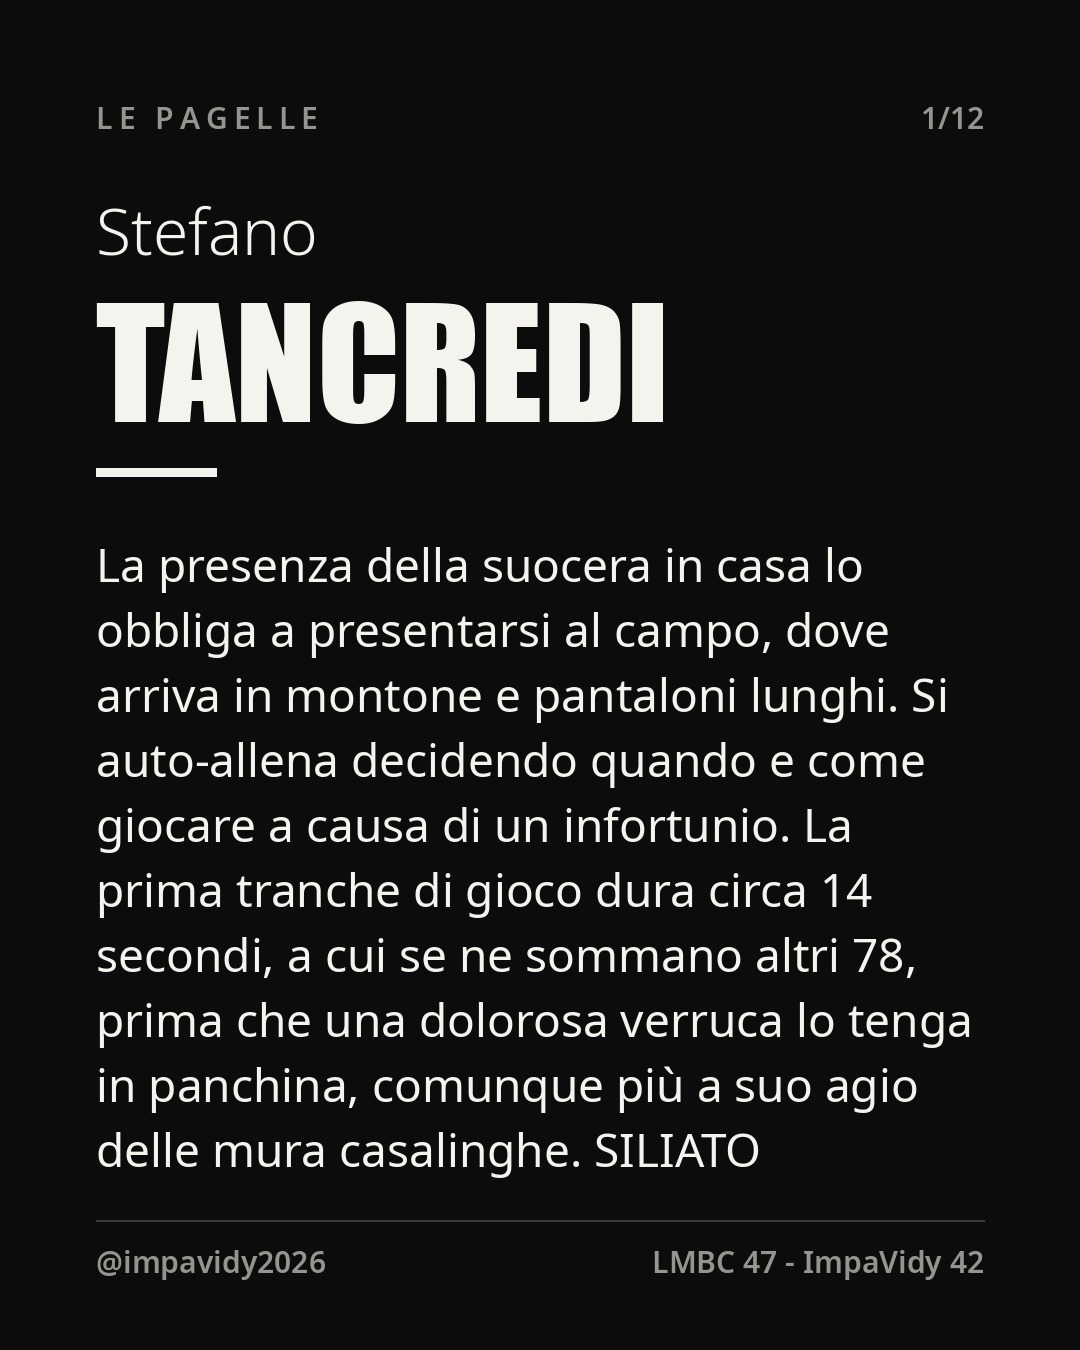 LE PAGELLE
1/12
Stefano
TANCREDI
La presenza della suocera in casa lo
obbliga a presentarsi al campo, dove
arriva in montone e pantaloni lunghi. Si
auto-allena decidendo quando e come
giocare a causa di un infortunio. La
prima tranche di gioco dura circa 14
secondi, a cui se ne sommano altri 78,
prima che una dolorosa verruca lo tenga
in panchina, comunque più a suo agio
delle mura casalinghe. SILIATO
@impavidy2026
LMBC 47 - ImpaVidy 42